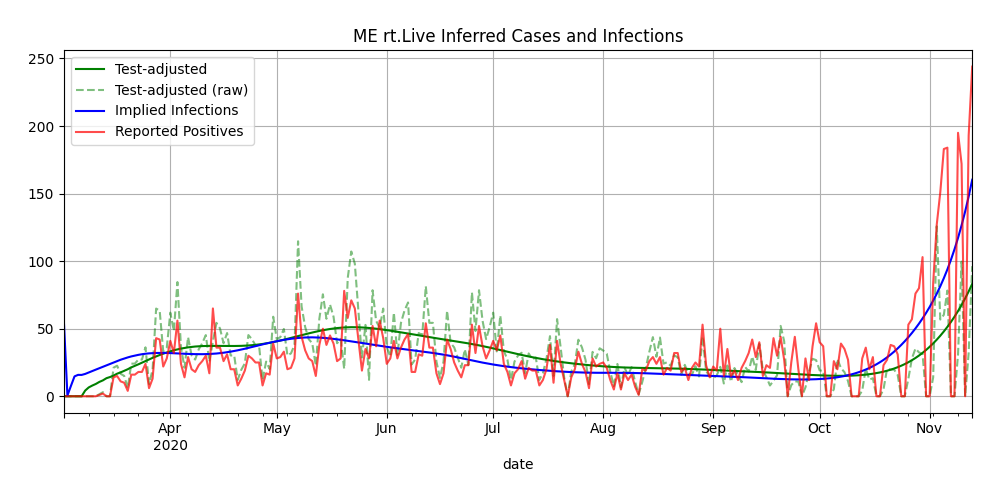 ME rt.Live Inferred Cases and Infections
250
200
150
100
50
0
Test-adjusted
Test-adjusted (raw)
Implied Infections
Reported Positives
Apr
2020
May
Jun
Jul
Aug
Sep
Oct
Nov
date